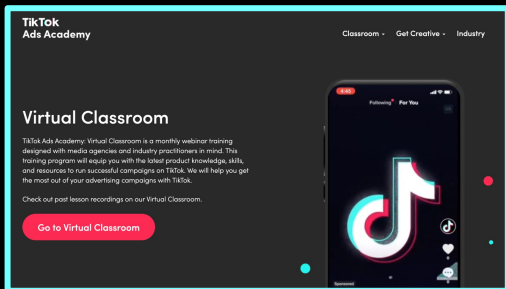 TikTok
Ads Academy
Classroom
Get Creative
Industry
Virtual Classroom
TikTok Ads Academy: Virtual Classroom is a monthly webinar training
designed with media agencies and industry practitioners in mind. This
training program will equip you with the latest product knowledge, skills,
and resources to run successful campaigns on TikTok. We will help you get
the most out of your advertising campaigns with TikTok.
Check out past lesson recordings on our Virtual Classroom.
Go to Virtual Classroom
Following For You
Sponsored